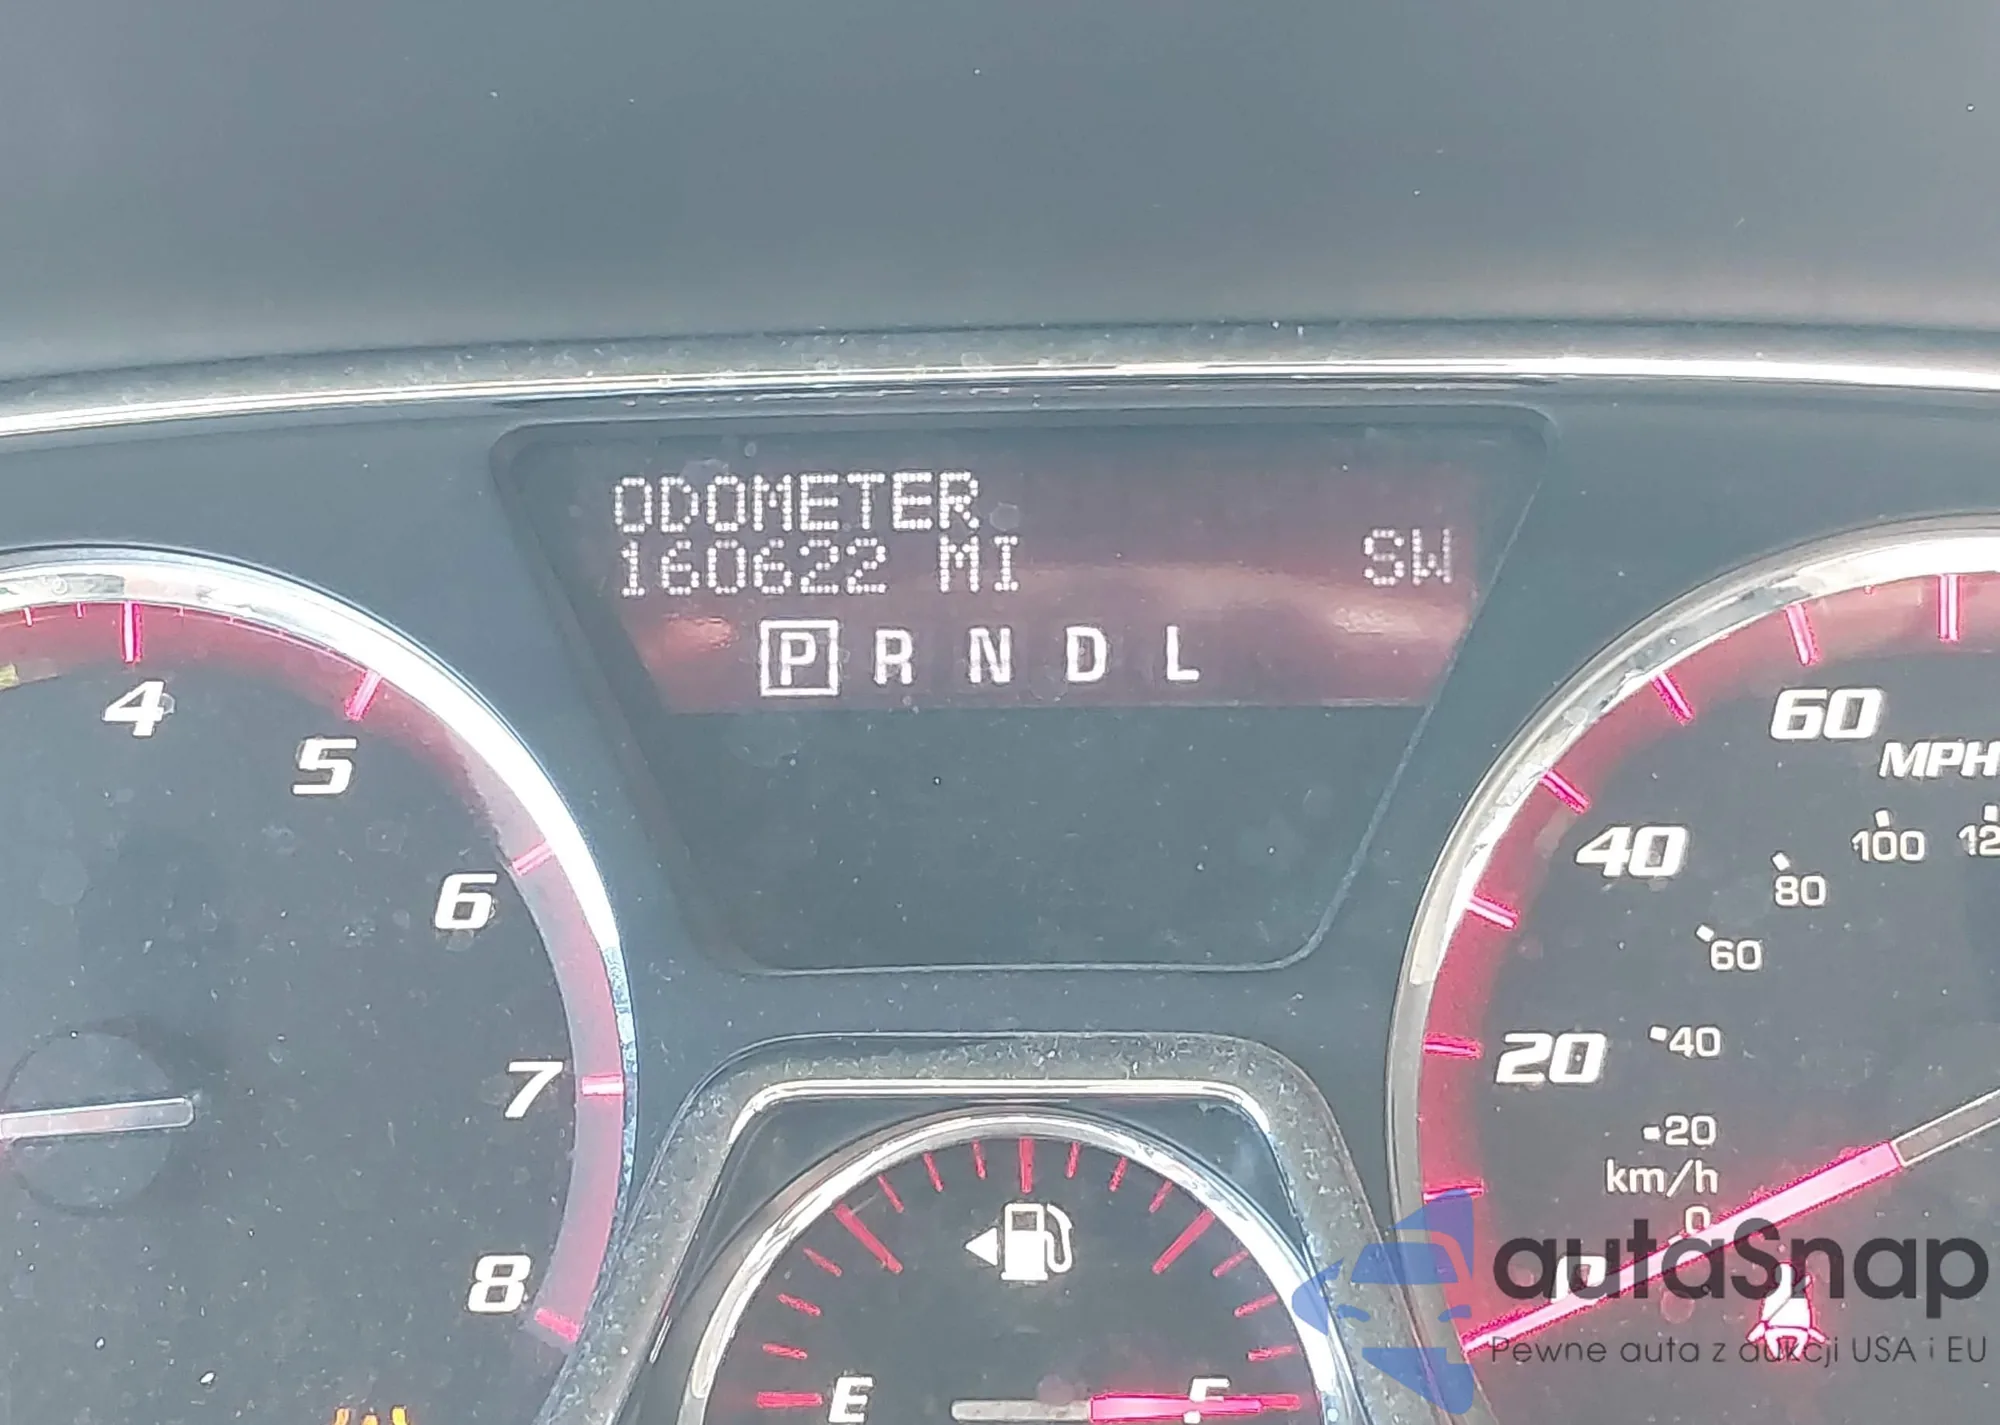 ODOMETER
160622 MI
SW
P R N D L
4
5
6
7
8
60
MPH
40
20
100
80
60
40
20
km/h
0
E
F
autoSnap
Pewne auta z aukcji USA i EU